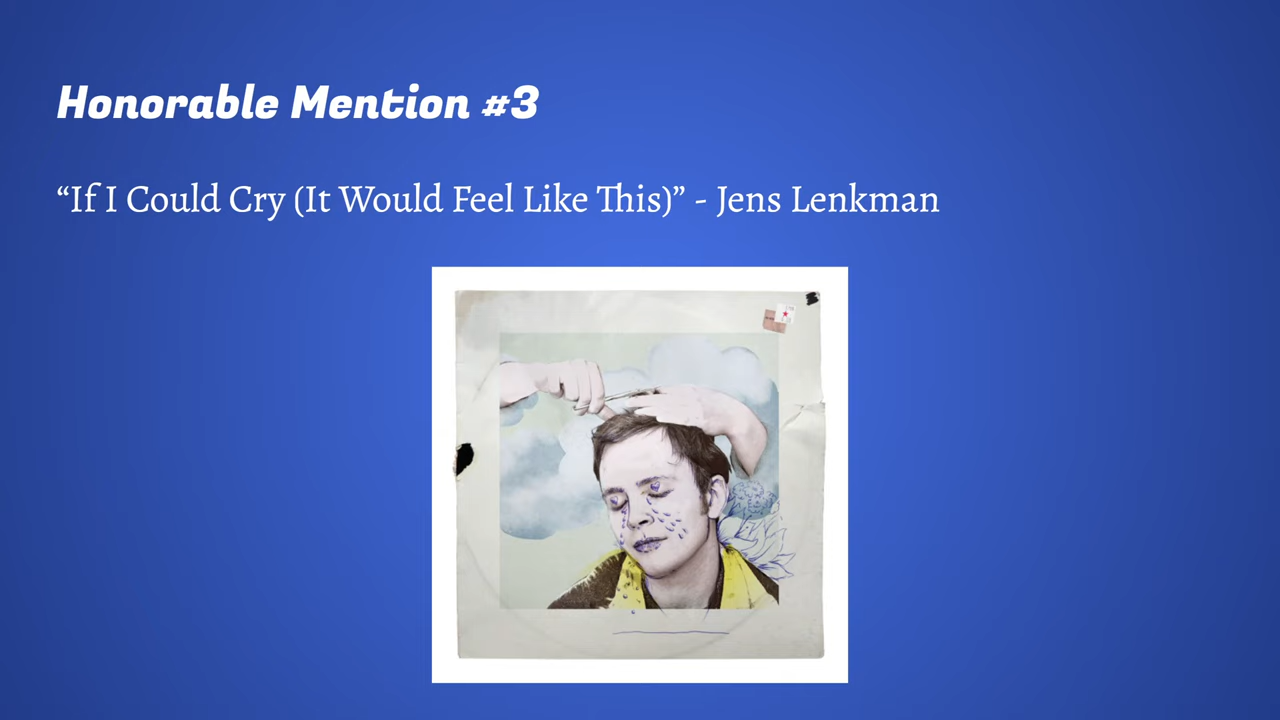 Honorable Mention #3
“If I Could Cry (It Would Feel Like This)” - Jens Lenkman